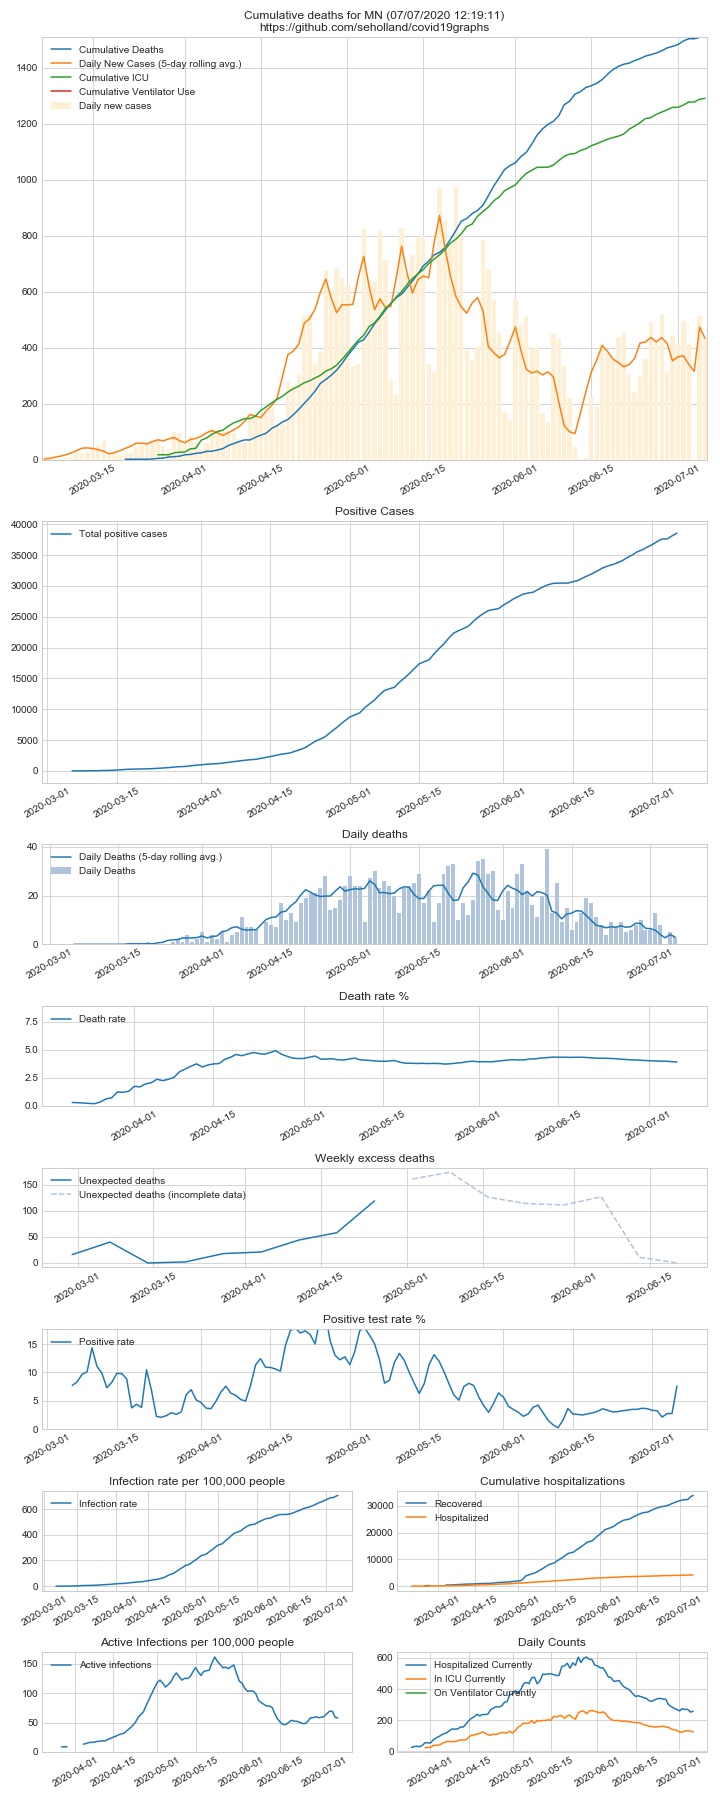 Cumulative deaths for MN (07/07/2020 12:19:11)
https://github.com/seholland/covid19graphs
Cumulative Deaths
Daily New Cases (5-day rolling avg.)
Cumulative ICU
Cumulative Ventilator Use
Daily new cases
1400
1200
1000
800
600
400
200
0
2020-03-15 2020-04-01 2020-04-15 2020-05-01 2020-05-15 2020-06-01 2020-06-15 2020-07-01
Positive Cases
Total positive cases
40000
35000
30000
25000
20000
15000
10000
5000
0
2020-03-01 2020-03-15 2020-04-01 2020-04-15 2020-05-01 2020-05-15 2020-06-01 2020-06-15 2020-07-01
Daily deaths
Daily Deaths (5-day rolling avg.)
Daily Deaths
40
20
0
2020-03-01 2020-03-15 2020-04-01 2020-04-15 2020-05-01 2020-05-15 2020-06-01 2020-06-15 2020-07-01
Death rate %
Death rate
7.5
5.0
2.5
0.0
2020-04-01 2020-04-15 2020-05-01 2020-05-15 2020-06-01 2020-06-15 2020-07-01
Weekly excess deaths
Unexpected deaths
Unexpected deaths (incomplete data)
150
100
50
0
2020-03-01 2020-03-15 2020-04-01 2020-04-15 2020-05-01 2020-05-15 2020-06-01 2020-06-15
Positive test rate %
Positive rate
15
10
5
0
2020-03-01 2020-03-15 2020-04-01 2020-04-15 2020-05-01 2020-05-15 2020-06-01 2020-06-15 2020-07-01
Infection rate per 100,000 people
Infection rate
600
400
200
0
2020-03-01 2020-03-15 2020-04-01 2020-04-15 2020-05-01 2020-05-15 2020-06-01 2020-06-15 2020-07-01
Cumulative hospitalizations
Recovered
Hospitalized
30000
20000
10000
0
2020-04-01 2020-04-15 2020-05-01 2020-05-15 2020-06-01 2020-06-15 2020-07-01
Active Infections per 100,000 people
Active infections
150
100
50
0
2020-04-01 2020-04-15 2020-05-01 2020-05-15 2020-06-01 2020-06-15 2020-07-01
Daily Counts
Hospitalized Currently
In ICU Currently
On Ventilator Currently
600
400
200
0
2020-04-01 2020-04-15 2020-05-01 2020-05-15 2020-06-01 2020-06-15 2020-07-01